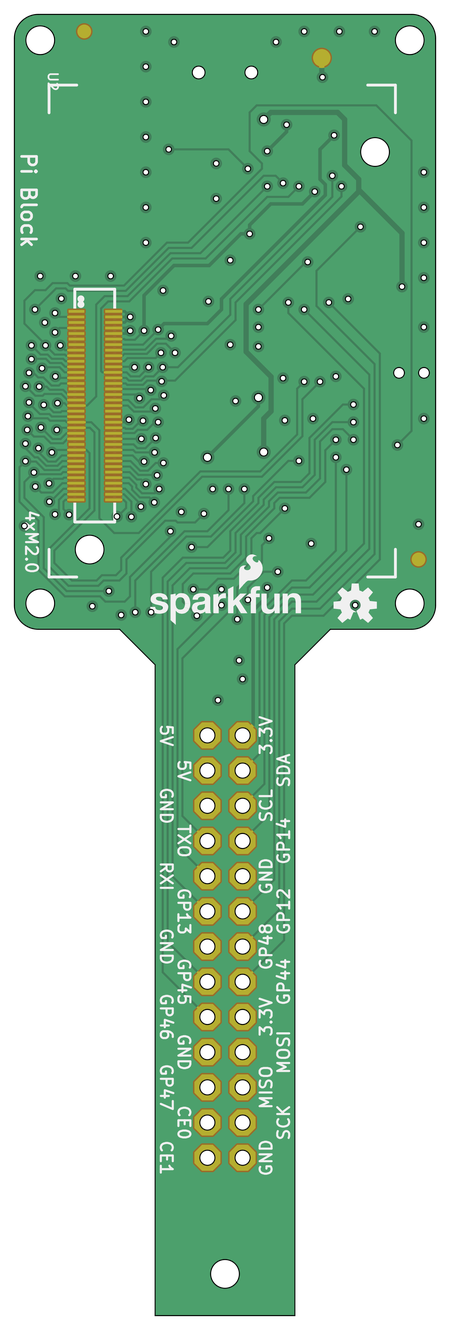 UP
Pi Block
4xM2.0
sparkfun
5V
5V
GND
TXO
RXI
GP13
GND
GP45
GP46
GND
GP47
CE0
CE1
3.3V
SDA
SCL
GP14
GND
GP12
GP48
GP44
3.3V
MOSI
MISO
SCK
GND